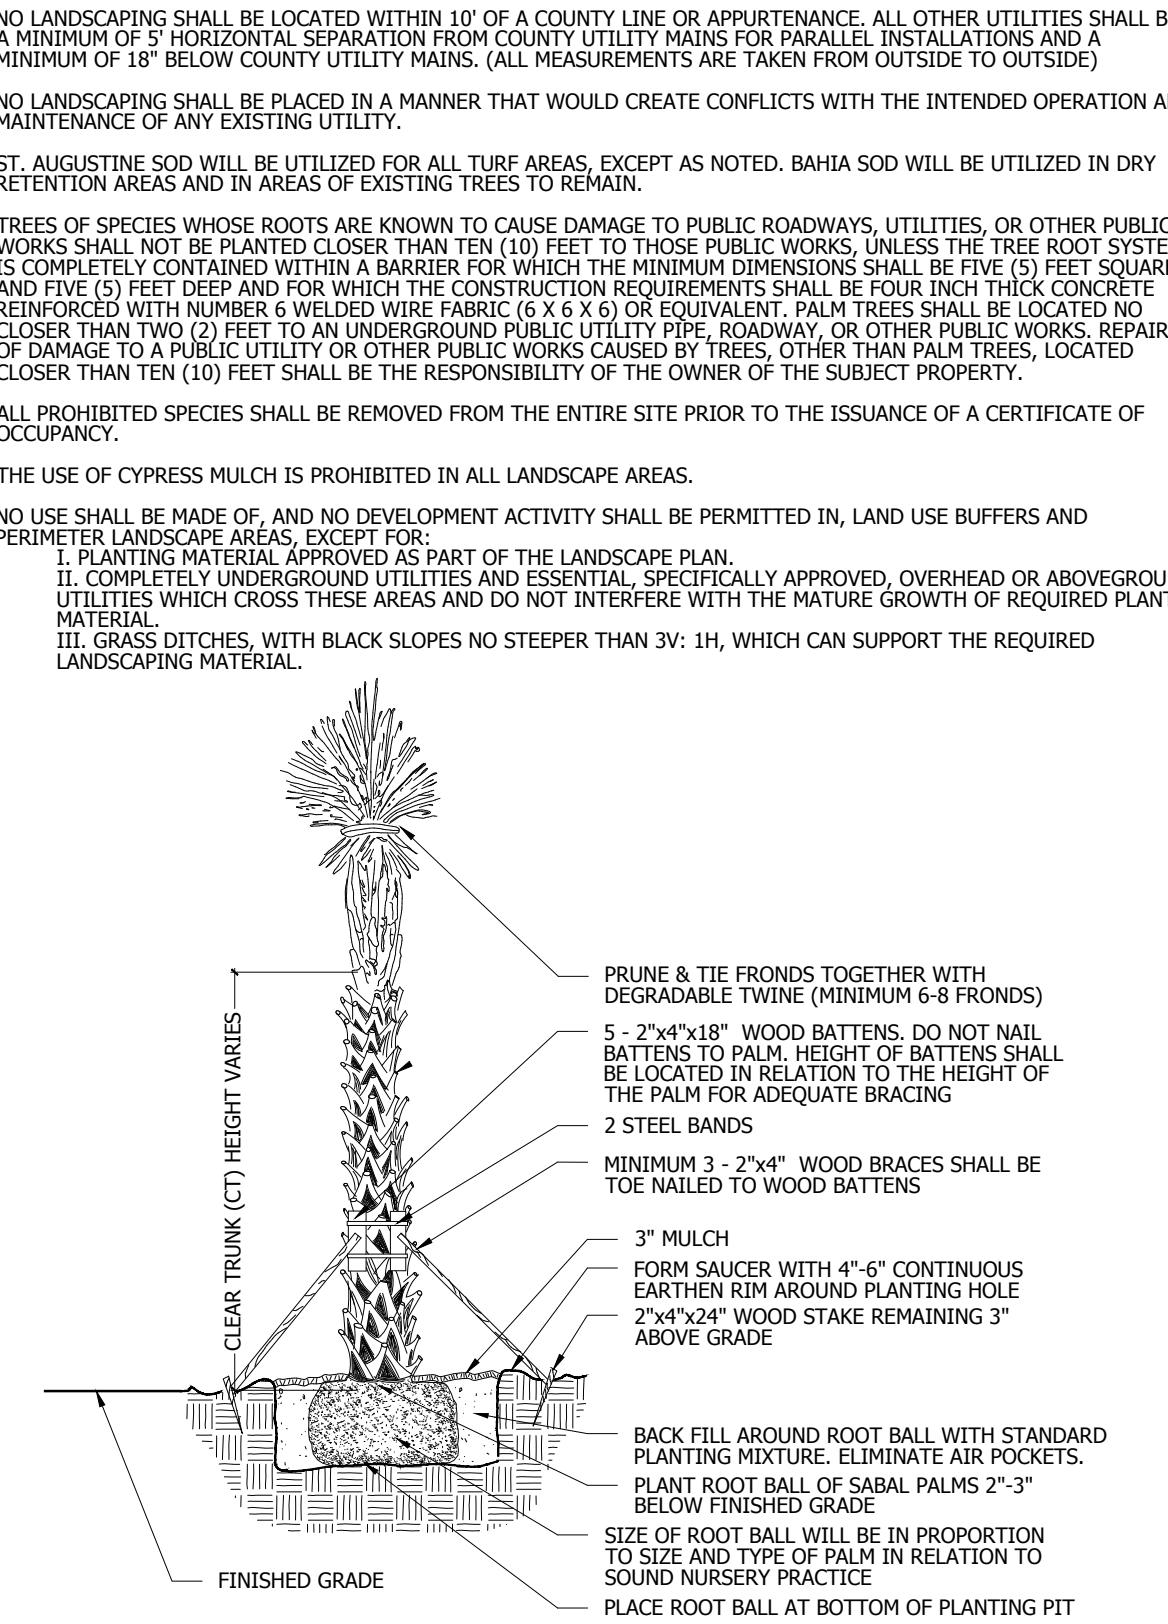 NO LANDSCAPING SHALL BE LOCATED WITHIN 10' OF A COUNTY LINE OR APPURTENANCE. ALL OTHER UTILITIES SHALL B
A MINIMUM OF 5' HORIZONTAL SEPARATION FROM COUNTY UTILITY MAINS FOR PARALLEL INSTALLATIONS AND A
MINIMUM OF 18" BELOW COUNTY UTILITY MAINS. (ALL MEASUREMENTS ARE TAKEN FROM OUTSIDE TO OUTSIDE)
NO LANDSCAPING SHALL BE PLACED IN A MANNER THAT WOULD CREATE CONFLICTS WITH THE INTENDED OPERATION A
MAINTENANCE OF ANY EXISTING UTILITY.
ST. AUGUSTINE SOD WILL BE UTILIZED FOR ALL TURF AREAS, EXCEPT AS NOTED. BAHIA SOD WILL BE UTILIZED IN DRY
RETENTION AREAS AND IN AREAS OF EXISTING TREES TO REMAIN.
TREES OF SPECIES WHOSE ROOTS ARE KNOWN TO CAUSE DAMAGE TO PUBLIC ROADWAYS, UTILITIES, OR OTHER PUBLIC
WORKS SHALL NOT BE PLANTED CLOSER THAN TEN (10) FEET TO THOSE PUBLIC WORKS, UNLESS THE TREE ROOT SYSTE
IS COMPLETELY CONTAINED WITHIN A BARRIER FOR WHICH THE MINIMUM DIMENSIONS SHALL BE FIVE (5) FEET SQUARE
AND FIVE (5) FEET DEEP AND FOR WHICH THE CONSTRUCTION REQUIREMENTS SHALL BE FOUR INCH THICK CONCRETE
REINFORCED WITH NUMBER 6 WELDED WIRE FABRIC (6 X 6 X 6) OR EQUIVALENT. PALM TREES SHALL BE LOCATED NO
CLOSER THAN TWO (2) FEET TO AN UNDERGROUND PUBLIC UTILITY PIPE, ROADWAY, OR OTHER PUBLIC WORKS. REPAIR
OF DAMAGE TO A PUBLIC UTILITY OR OTHER PUBLIC WORKS CAUSED BY TREES, OTHER THAN PALM TREES, LOCATED
CLOSER THAN TEN (10) FEET SHALL BE THE RESPONSIBILITY OF THE OWNER OF THE SUBJECT PROPERTY.
ALL PROHIBITED SPECIES SHALL BE REMOVED FROM THE ENTIRE SITE PRIOR TO THE ISSUANCE OF A CERTIFICATE OF
OCCUPANCY.
THE USE OF CYPRESS MULCH IS PROHIBITED IN ALL LANDSCAPE AREAS.
NO USE SHALL BE MADE OF, AND NO DEVELOPMENT ACTIVITY SHALL BE PERMITTED IN, LAND USE BUFFERS AND
PERIMETER LANDSCAPE AREAS, EXCEPT FOR:
I. PLANTING MATERIAL APPROVED AS PART OF THE LANDSCAPE PLAN.
II. COMPLETELY UNDERGROUND UTILITIES AND ESSENTIAL, SPECIFICALLY APPROVED, OVERHEAD OR ABOVEGROU
UTILITIES WHICH CROSS THESE AREAS AND DO NOT INTERFERE WITH THE MATURE GROWTH OF REQUIRED PLANT
MATERIAL.
III. GRASS DITCHES, WITH BLACK SLOPES NO STEEPER THAN 3V: 1H, WHICH CAN SUPPORT THE REQUIRED
LANDSCAPING MATERIAL.
PRUNE & TIE FRONDS TOGETHER WITH
DEGRADABLE TWINE (MINIMUM 6-8 FRONDS)
5 - 2"x4"x18" WOOD BATTENS. DO NOT NAIL
BATTENS TO PALM. HEIGHT OF BATTENS SHALL
BE LOCATED IN RELATION TO THE HEIGHT OF
THE PALM FOR ADEQUATE BRACING
2 STEEL BANDS
MINIMUM 3 - 2"x4" WOOD BRACES SHALL BE
TOE NAILED TO WOOD BATTENS
CLEAR TRUNK (CT) HEIGHT VARIES
3" MULCH
FORM SAUCER WITH 4"-6" CONTINUOUS
EARTHEN RIM AROUND PLANTING HOLE
2"x4"x24" WOOD STAKE REMAINING 3"
ABOVE GRADE
BACK FILL AROUND ROOT BALL WITH STANDARD
PLANTING MIXTURE. ELIMINATE AIR POCKETS.
PLANT ROOT BALL OF SABAL PALMS 2"-3"
BELOW FINISHED GRADE
SIZE OF ROOT BALL WILL BE IN PROPORTION
TO SIZE AND TYPE OF PALM IN RELATION TO
SOUND NURSERY PRACTICE
FINISHED GRADE
PLACE ROOT BALL AT BOTTOM OF PLANTING PIT